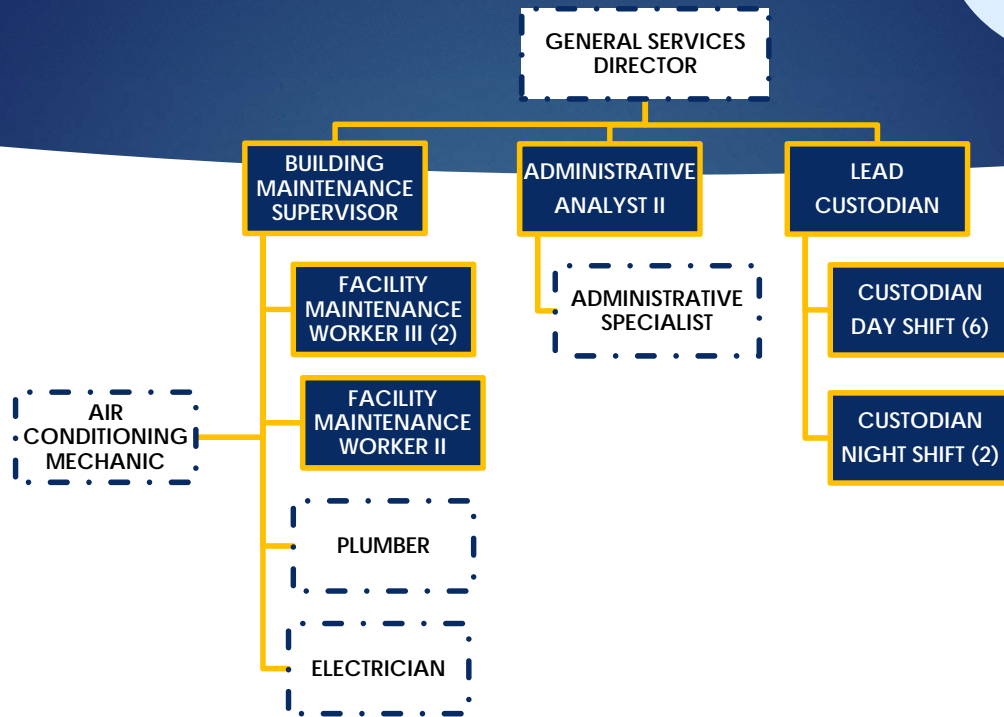 GENERAL SERVICES
DIRECTOR
BUILDING
MAINTENANCE
SUPERVISOR
ADMINISTRATIVE
ANALYST II
LEAD
CUSTODIAN
FACILITY
MAINTENANCE
WORKER III (2)
ADMINISTRATIVE
SPECIALIST
CUSTODIAN
DAY SHIFT (6)
AIR
CONDITIONING
MECHANIC
FACILITY
MAINTENANCE
WORKER II
CUSTODIAN
NIGHT SHIFT (2)
PLUMBER
ELECTRICIAN